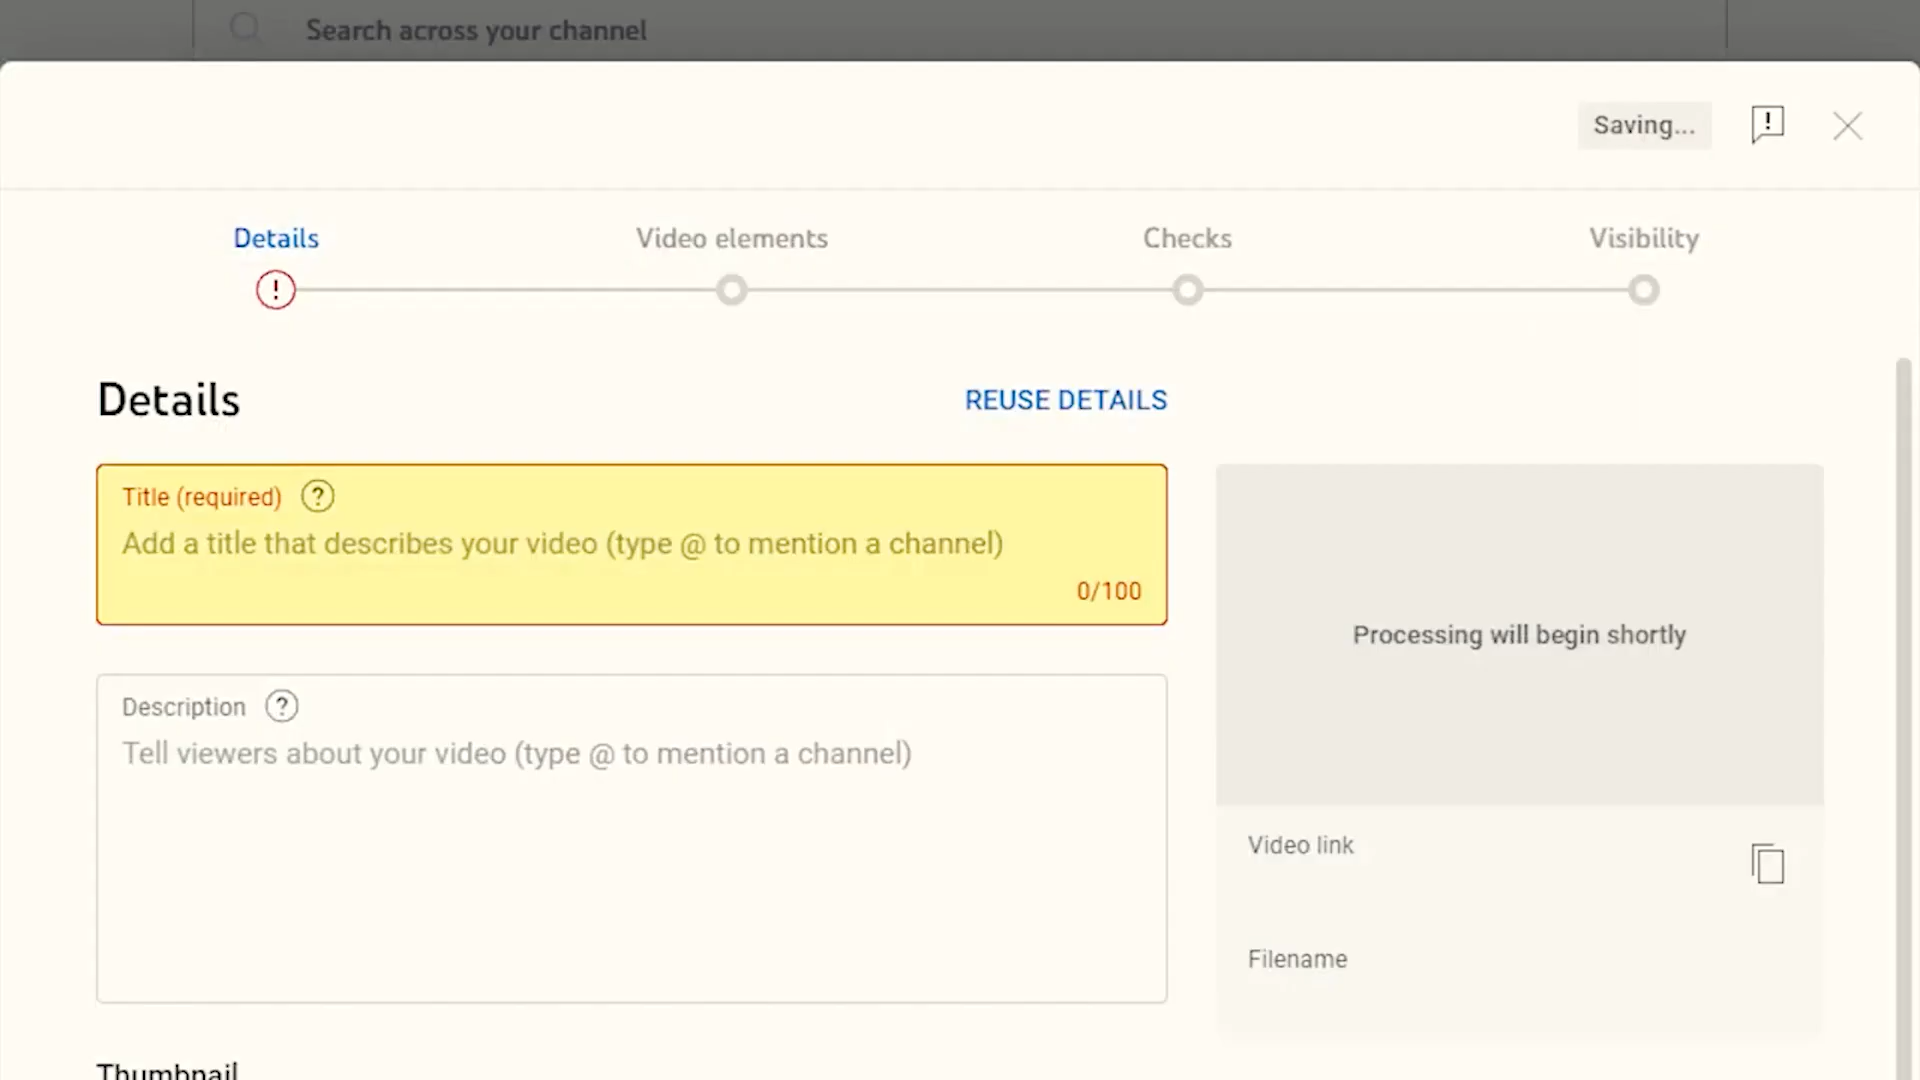 Search across your channel
Saving...
Details
Video elements
Checks
Visibility
Details
REUSE DETAILS
Title (required)
Add a title that describes your video (type @ to mention a channel)
0/100
Processing will begin shortly
Description
Tell viewers about your video (type @ to mention a channel)
Video link
Filename
Thumbnail